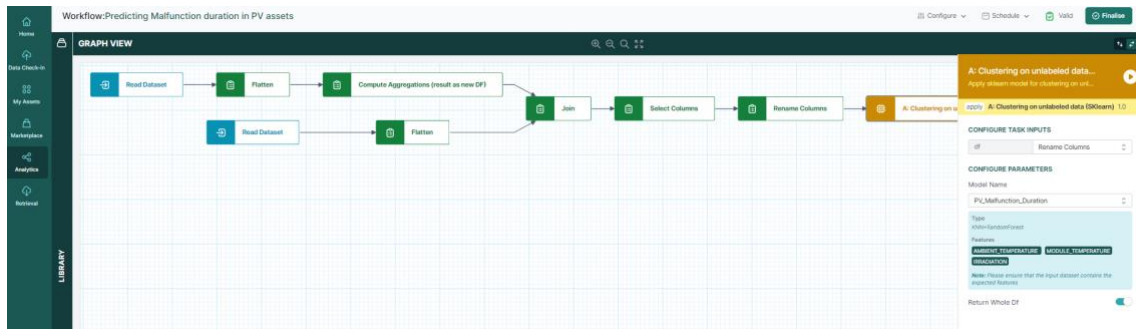 Workflow:Predicting Malfunction duration in PV assets
Configure
Schedule
Valid
Finalise
Home
Data Check-in
My Assets
Marketplace
Analytics
Retrieval
GRAPH VIEW
LIBRARY
Read Dataset
Flatten
Compute Aggregations (result as new DF)
Read Dataset
Flatten
Join
Select Columns
Rename Columns
A: Clustering on u
A: Clustering on unlabeled data...
Apply sklearn model for clustering on unl...
apply A: Clustering on unlabeled data (SKlearn) 1.0
CONFIGURE TASK INPUTS
df Rename Columns
CONFIGURE PARAMETERS
Model Name
PV_Malfunction_Duration
Type
Features
AMBIENT_TEMPERATURE MODULE_TEMPERATURE
IRRADIATION
Note: Please ensure that the input dataset contains the
expected features
Return Whole Df